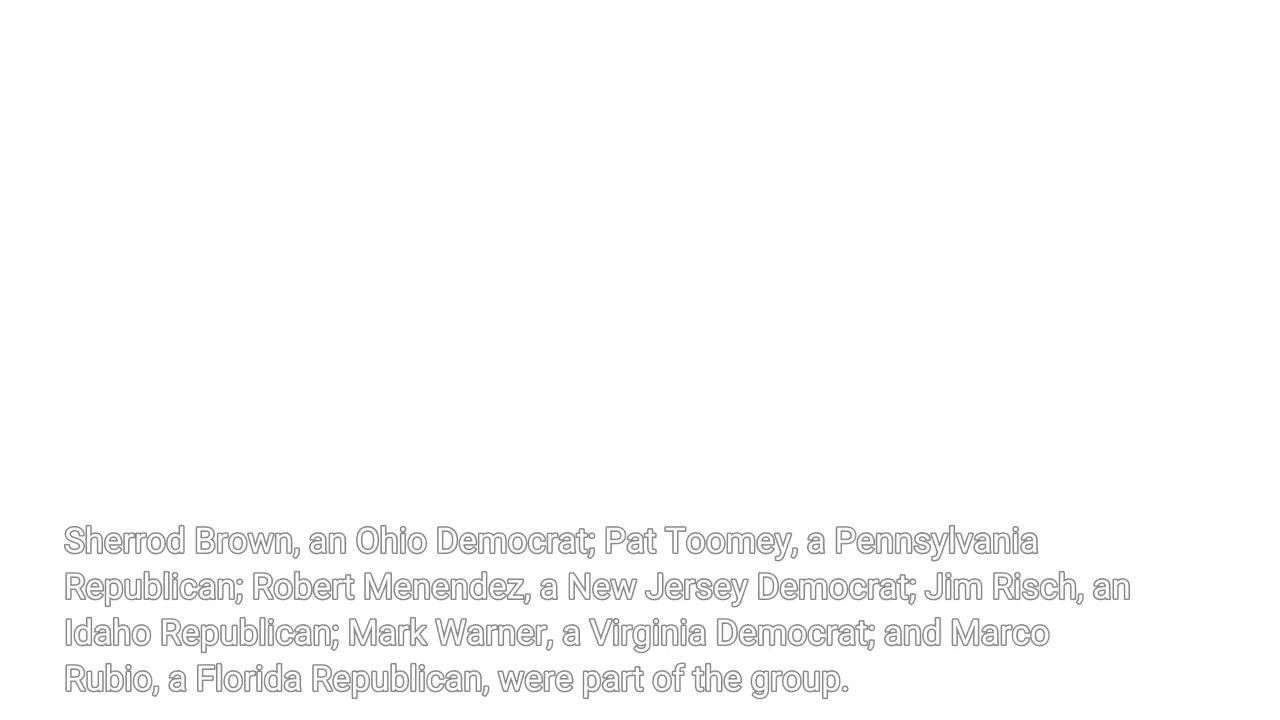 Sherrod Brown, an Ohio Democrat; Pat Toomey, a Pennsylvania
Republican; Robert Menendez, a New Jersey Democrat; Jim Risch, an
Idaho Republican; Mark Warner, a Virginia Democrat; and Marco
Rubio, a Florida Republican, were part of the group.